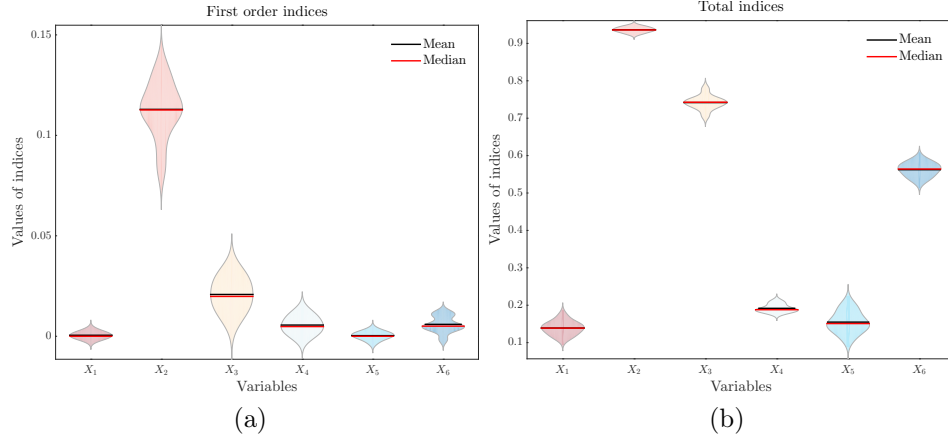 First order indices
0.15
0.1
0.05
0
Values of indices
Mean
Median
X1 X2 X3 X4 X5 X6
Variables
(a)
Total indices
0.9
0.8
0.7
0.6
0.5
0.4
0.3
0.2
0.1
Values of indices
Mean
Median
X1 X2 X3 X4 X5 X6
Variables
(b)